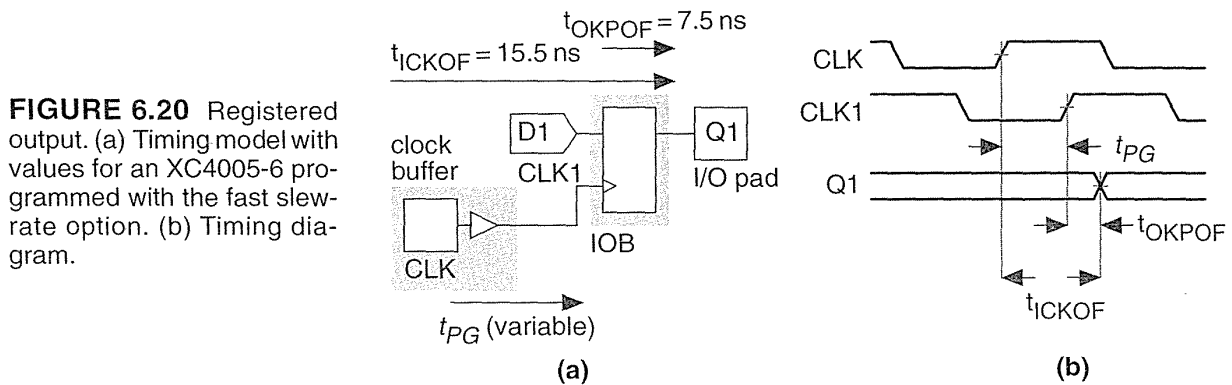 FIGURE 6.20 Registered
output. (a) Timing model with
values for an XC4005-6 pro-
grammed with the fast slew-
rate option. (b) Timing dia-
gram.
tOKPOF = 7.5 ns
tICKOF = 15.5 ns
D1
Q1
clock
buffer
CLK1
I/O pad
IOB
CLK
tPG (variable)
(a)
CLK
CLK1
tPG
Q1
tOKPOF
tICKOF
(b)